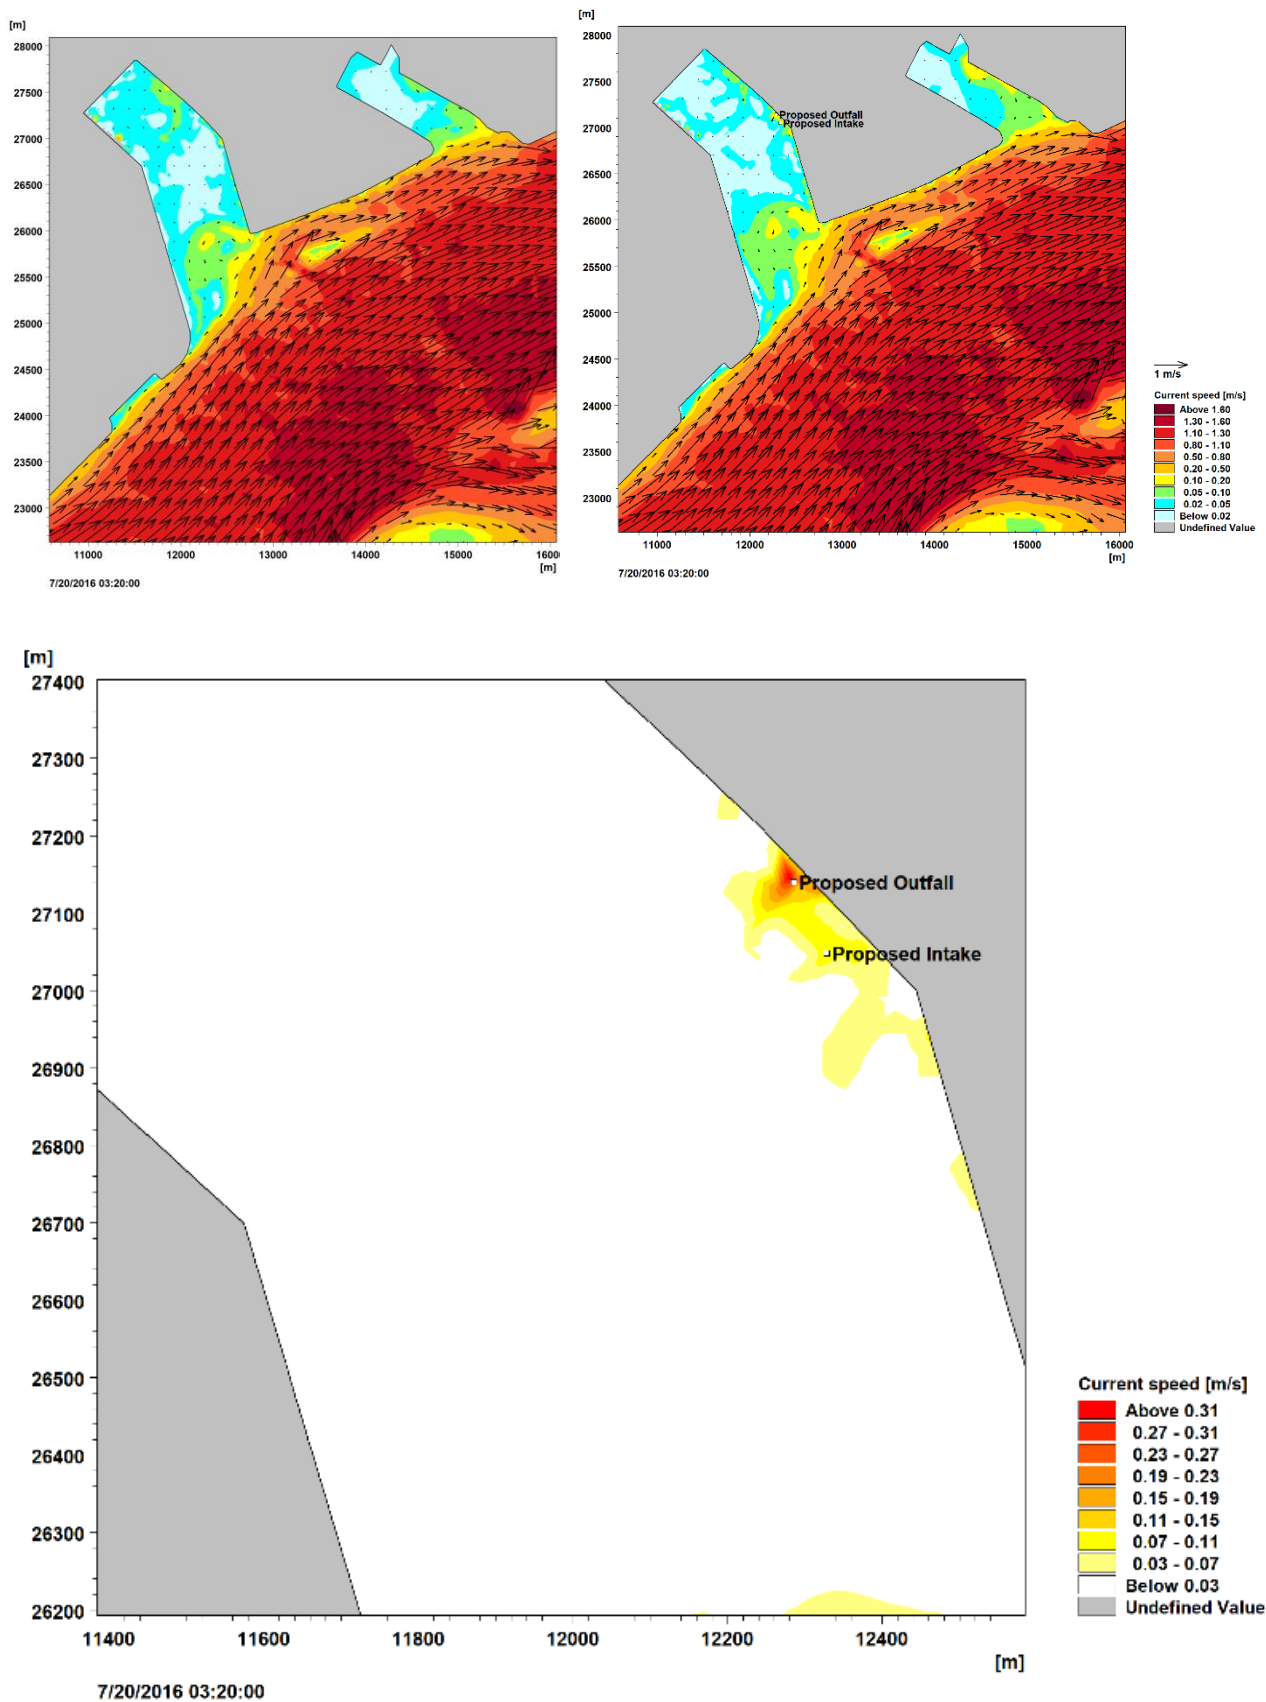 [m]
28000
27500
27000
26500
26000
25500
25000
24500
24000
23500
23000
11000 12000 13000 14000 15000 16000
[m]
7/20/2016 03:20:00
[m]
28000
27500
27000
26500
26000
25500
25000
24500
24000
23500
23000
Proposed Outfall
Proposed Intake
11000 12000 13000 14000 15000 16000
[m]
7/20/2016 03:20:00
1 m/s
Current speed [m/s]
Above 1.60
1.30 - 1.60
1.10 - 1.30
0.80 - 1.10
0.50 - 0.80
0.20 - 0.50
0.10 - 0.20
0.05 - 0.10
0.02 - 0.05
Below 0.02
Undefined Value
[m]
27400
27300
27200
27100
27000
26900
26800
26700
26600
26500
26400
26300
26200
Proposed Outfall
Proposed Intake
11400 11600 11800 12000 12200 12400
[m]
7/20/2016 03:20:00
Current speed [m/s]
Above 0.31
0.27 - 0.31
0.23 - 0.27
0.19 - 0.23
0.15 - 0.19
0.11 - 0.15
0.07 - 0.11
0.03 - 0.07
Below 0.03
Undefined Value